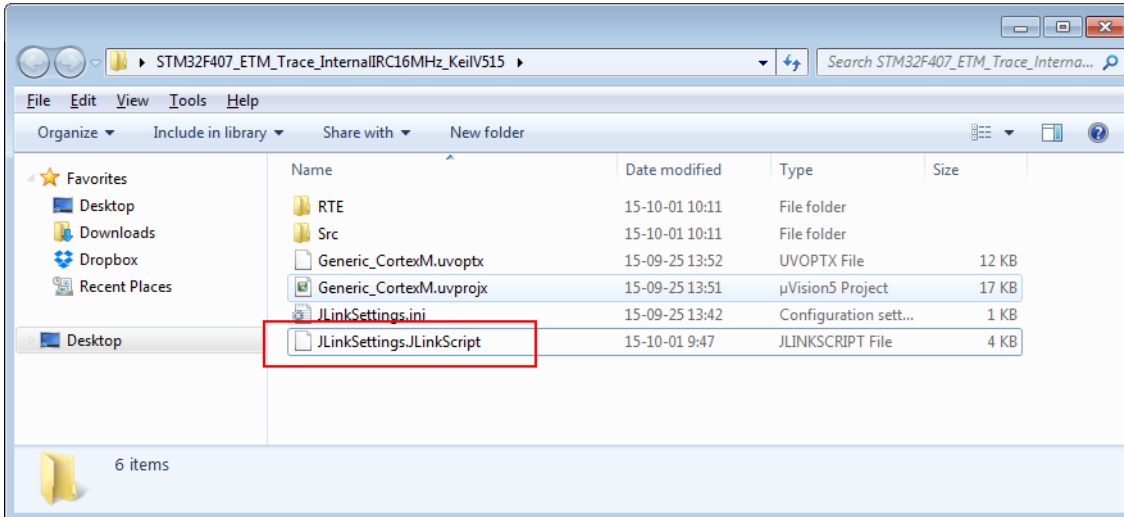 STM32F407_ETM_Trace_InternalIRC16MHz_KeilV515
Search STM32F407_ETM_Trace_Interna...
File Edit View Tools Help
Organize Include in library Share with New folder
Name Date modified Type Size
Favorites
Desktop
Downloads
Dropbox
Recent Places
Desktop
RTE 15-10-01 10:11 File folder
Src 15-10-01 10:11 File folder
Generic_CortexM.uvoptx 15-09-25 13:52 UVOPTX File 12 KB
Generic_CortexM.uvprojx 15-09-25 13:51 µVision5 Project 17 KB
JLinkSettings.ini 15-09-25 13:42 Configuration sett... 1 KB
JLinkSettings.JLinkScript 15-10-01 9:47 JLINKSCRIPT File 4 KB
6 items